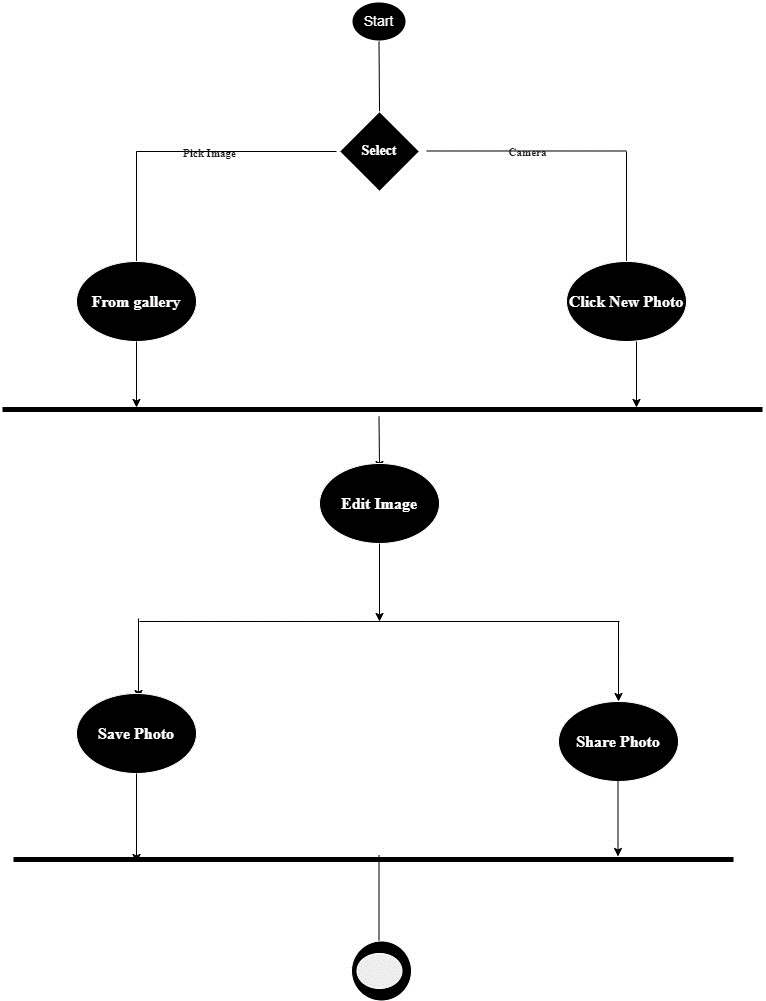 Start
Select
Pick Image
Camera
From gallery
Click New Photo
Edit Image
Save Photo
Share Photo